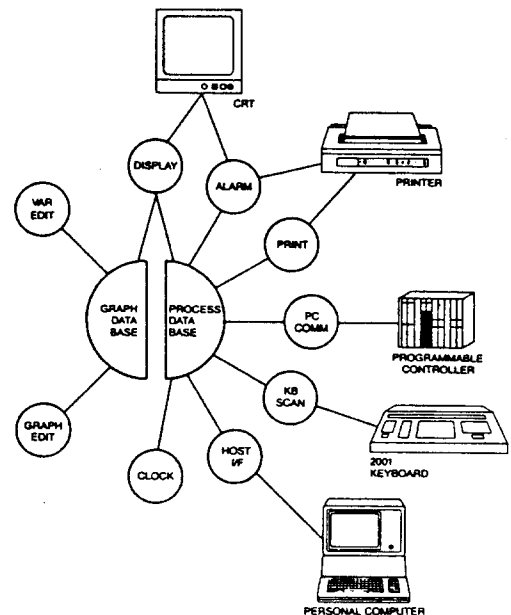 CRT
DISPLAY
ALARM
PRINTER
VAR
EDIT
PRINT
GRAPH
DATA
BASE
PROCESS
DATA
BASE
PC
COMM
PROGRAMMABLE
CONTROLLER
KB
SCAN
GRAPH
EDIT
HOST
I/F
CLOCK
2001
KEYBOARD
PERSONAL COMPUTER